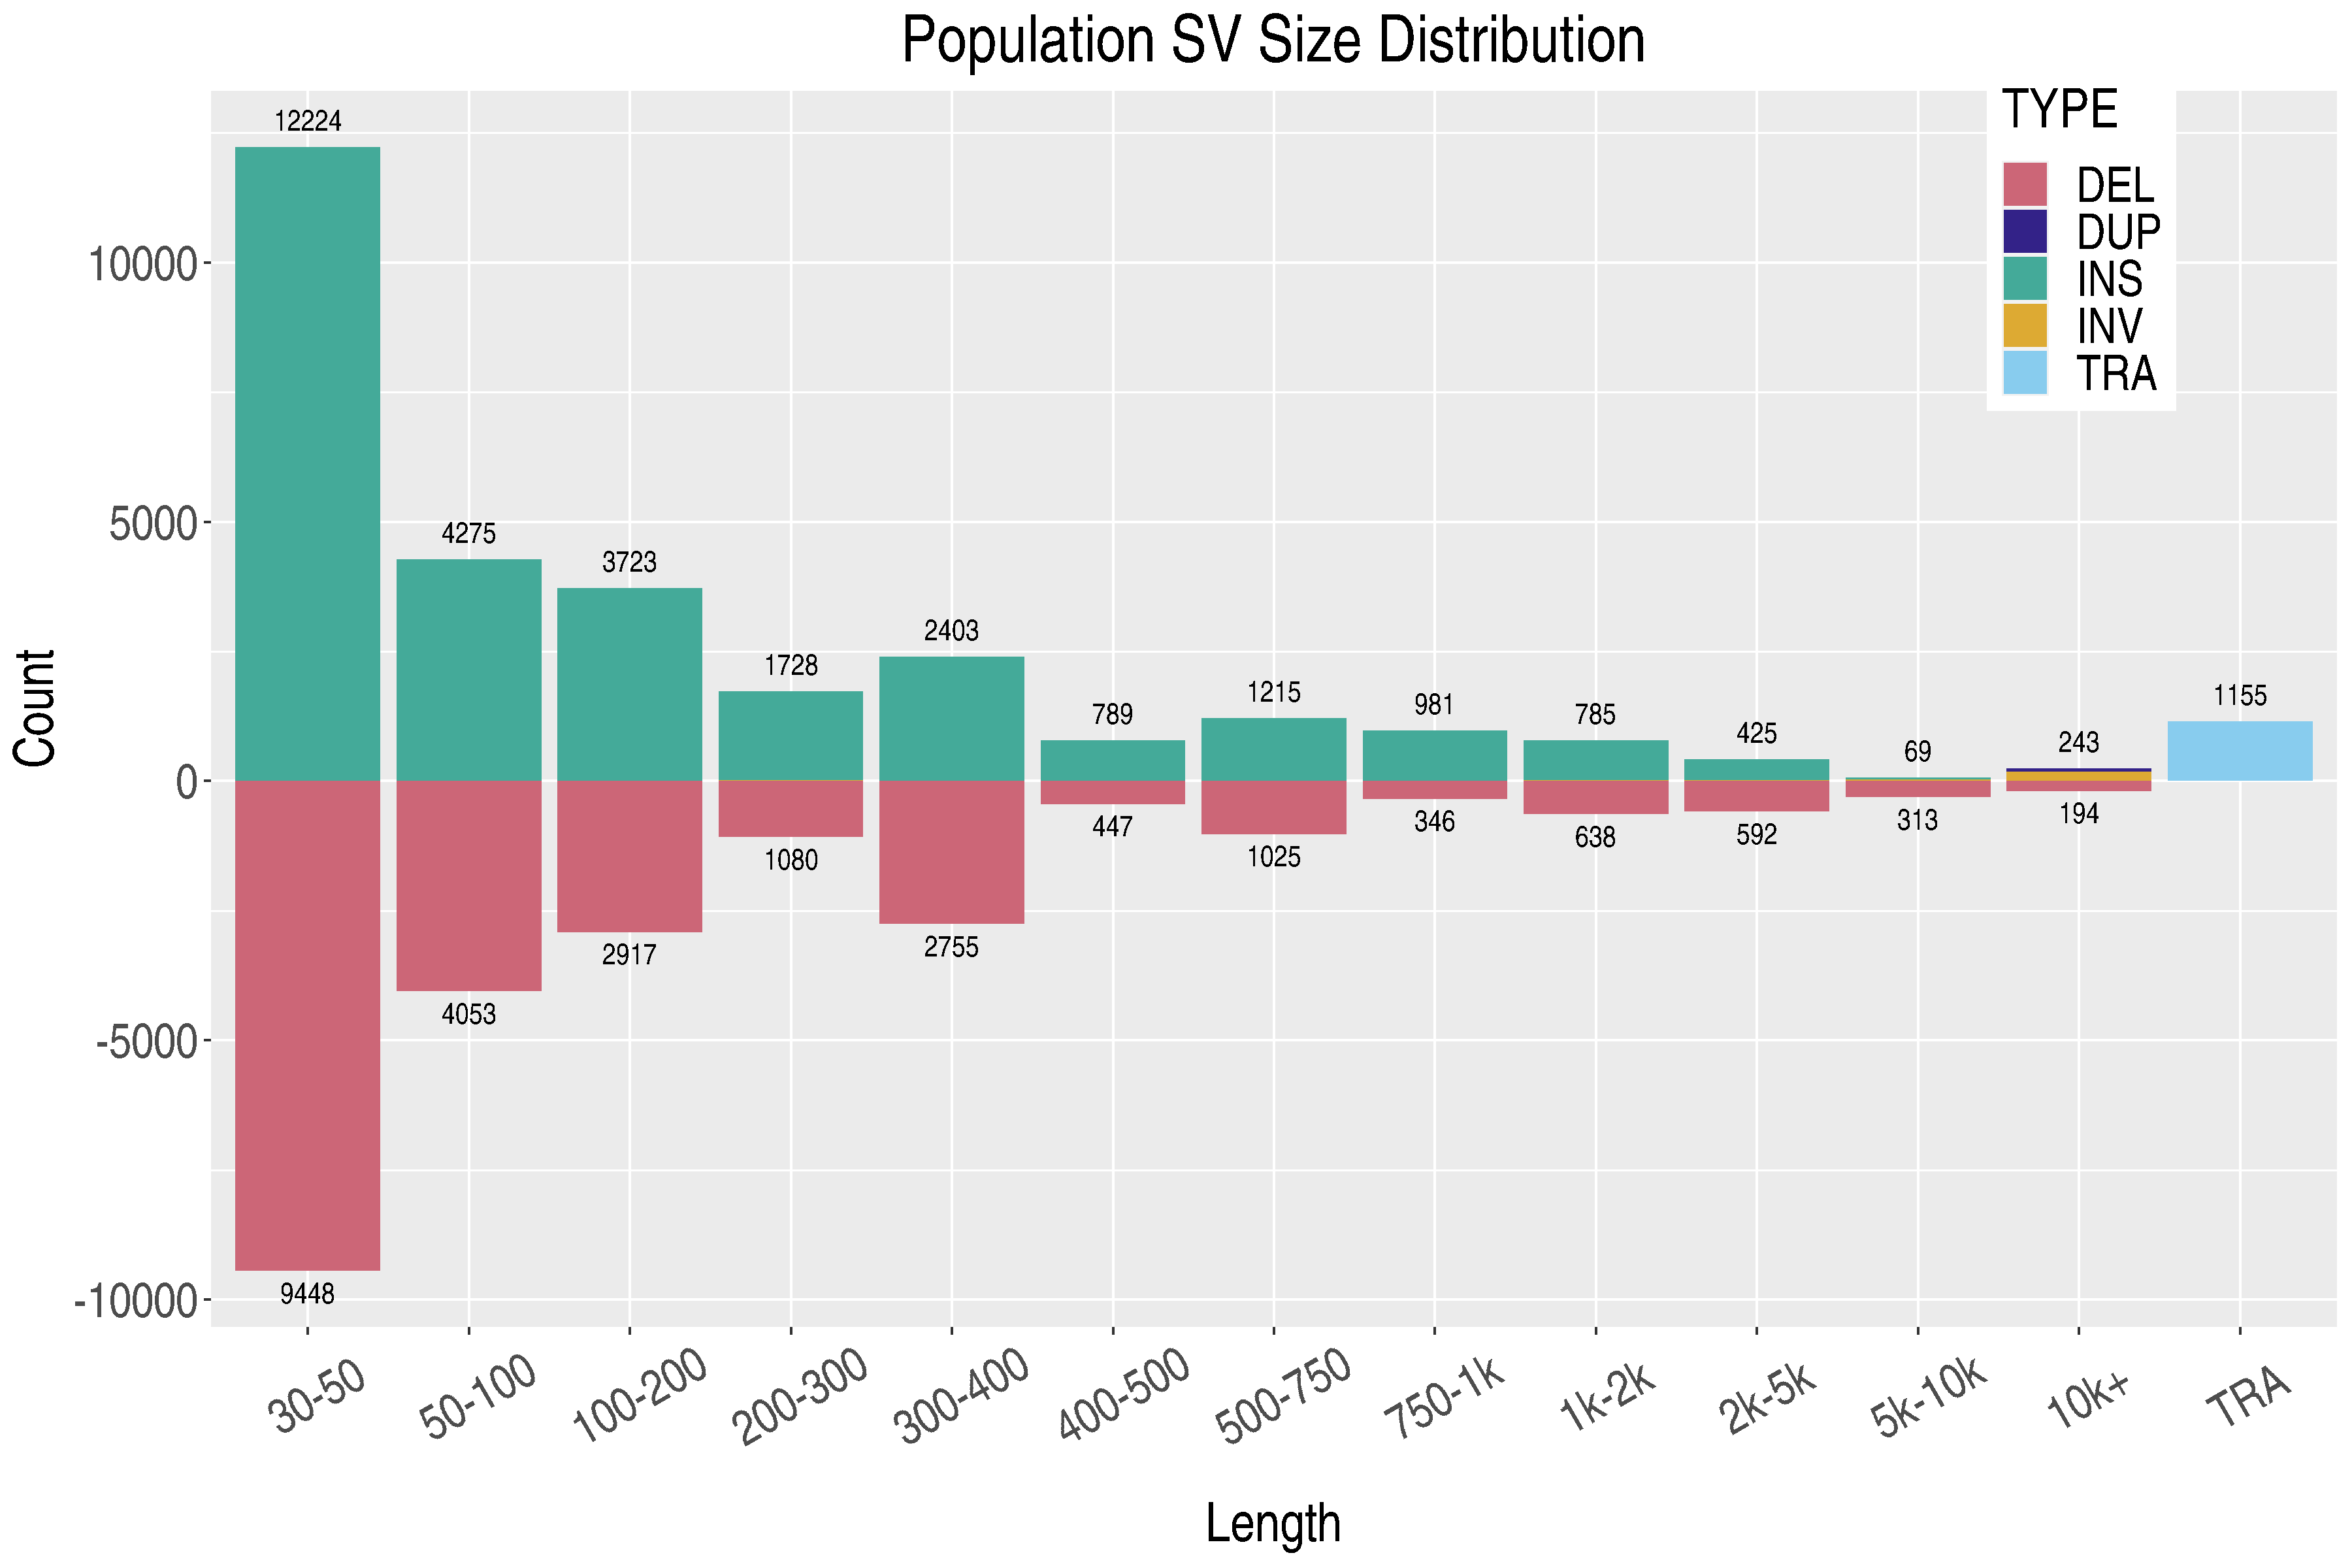 Population SV Size Distribution
TYPE
DEL
DUP
INS
INV
TRA
Count
10000
5000
0
-5000
-10000
12224
4275
3723
1728
2403
789
1215
981
785
425
69
243
1155
9448
4053
2917
1080
2755
447
1025
346
638
592
313
194
30-50
50-100
100-200
200-300
300-400
400-500
500-750
750-1k
1k-2k
2k-5k
5k-10k
10k+
TRA
Length